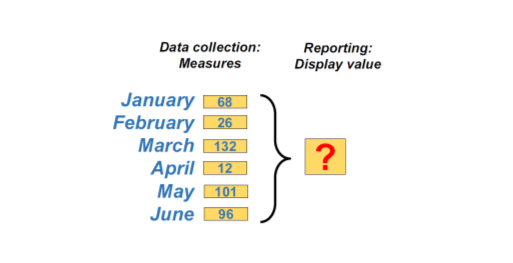 Data collection:
Measures
Reporting:
Display value
January 68
February 26
March 132
April 12
May 101
June 96
?